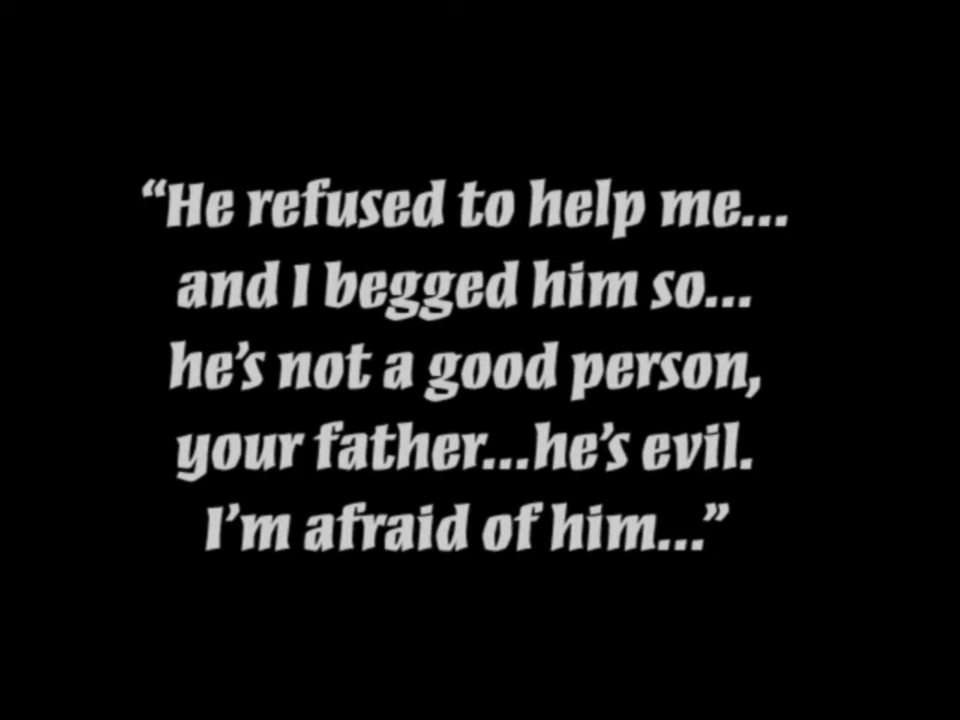 “He refused to help me...
and I begged him so...
he’s not a good person,
your father...he’s evil.
I’m afraid of him...”